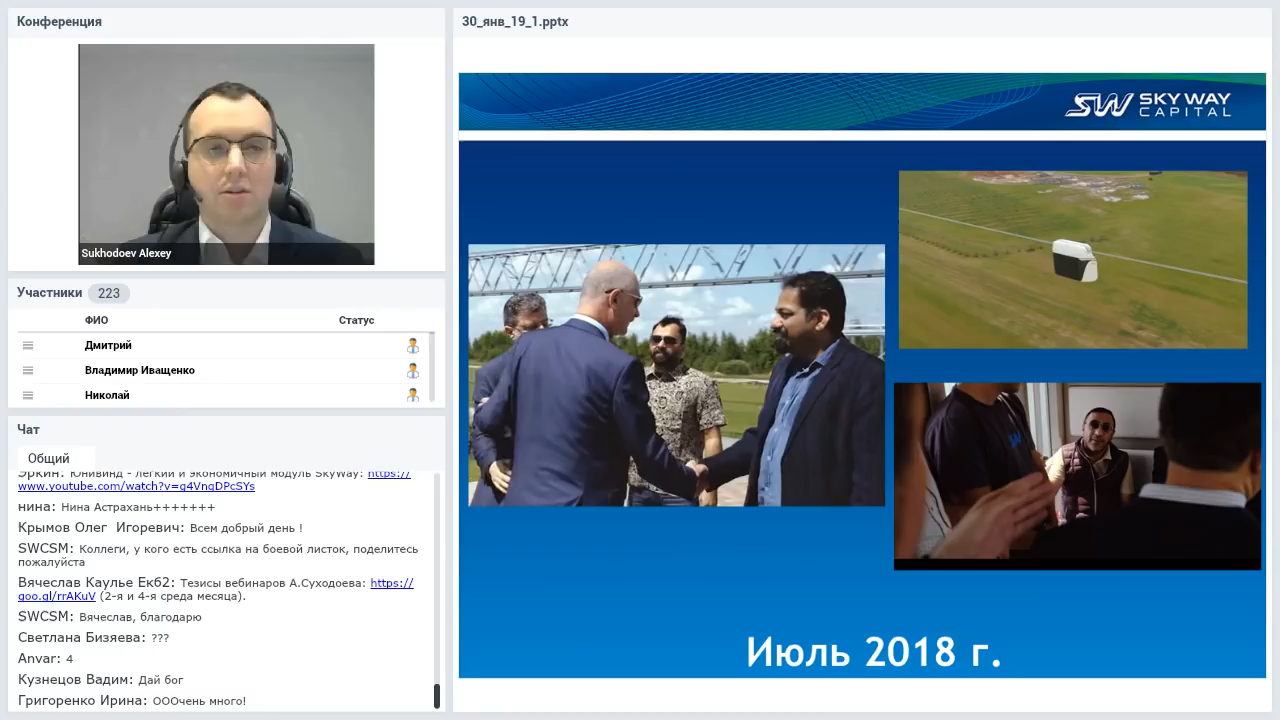 Конференция
Sukhodoev Alexey
Участники 223
ФИО Статус
Дмитрий
Владимир Иващенко
Николай
Чат
Общий
Эркин: Юнивинд - легкий и экономичный модуль SkyWay: https://
www.youtube.com/watch?v=g4VnqDPcSYs
нина: Нина Астрахань+++++++
Крымов Олег Игоревич: Всем добрый день !
SWCSM: Коллеги, у кого есть ссылка на боевой листок, поделитесь
пожалуйста
Вячеслав Каулье Екб2: Тезисы вебинаров А.Суходоева: https://
goo.gl/rrAKuV (2-я и 4-я среда месяца).
SWCSM: Вячеслав, благодарю
Светлана Бизяева: ???
Anvar: 4
Кузнецов Вадим: Дай бог
Григоренко Ирина: ОООчень много!
30_янв_19_1.pptx
SW SKY WAY
CAPITAL
Июль 2018 г.